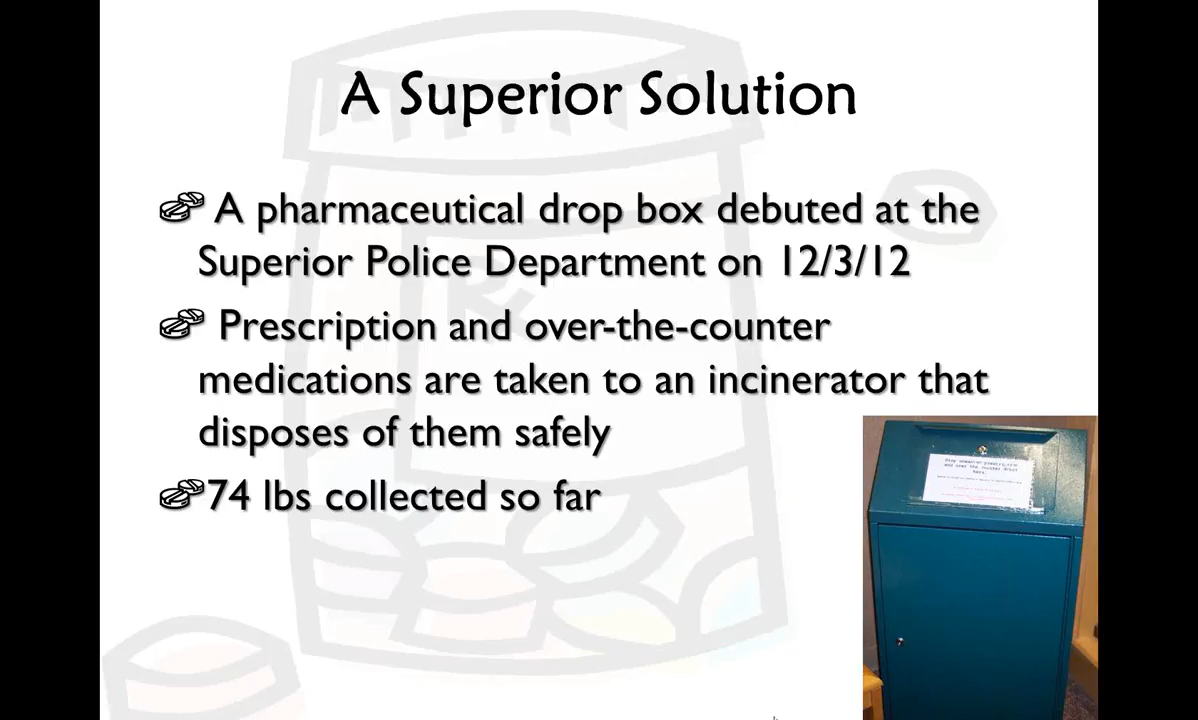 A Superior Solution
A pharmaceutical drop box debuted at the
Superior Police Department on 12/3/12
Prescription and over-the-counter
medications are taken to an incinerator that
disposes of them safely
74 lbs collected so far